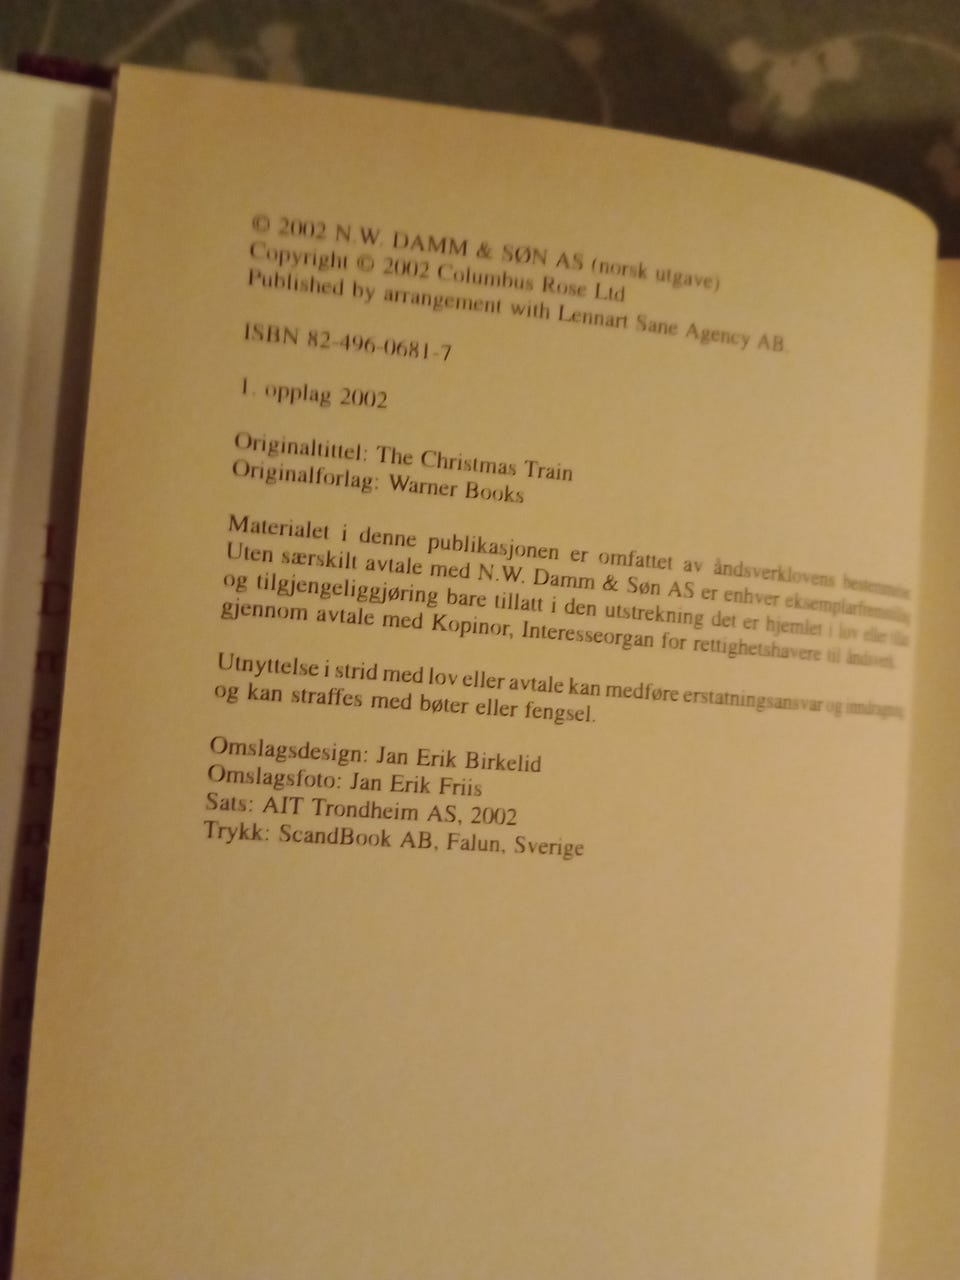 © 2002 N.W. DAMM & SØN AS (norsk utgave)
Copyright © 2002 Columbus Rose Ltd
Published by arrangement with Lennart Sane Agency AB.
ISBN 82-496-0681-7
1. opplag 2002
Originaltittel: The Christmas Train
Originalforlag: Warner Books
Materialet i denne publikasjonen er omfattet av åndsverklovens
Uten særskilt avtale med N.W. Damm & Søn AS er enhver eksemplarfremstilling
og tilgjengeliggjøring bare tillatt i den utstrekning det er hjemlet i lov eller
gjennom avtale med Kopinor, Interesseorgan for rettighetshavere til åndsverk.
Utnyttelse i strid med lov eller avtale kan medføre erstatningsansvar og inndragning,
og kan straffes med bøter eller fengsel.
Omslagsdesign: Jan Erik Birkelid
Omslagsfoto: Jan Erik Friis
Sats: AIT Trondheim AS, 2002
Trykk: ScandBook AB, Falun, Sverige